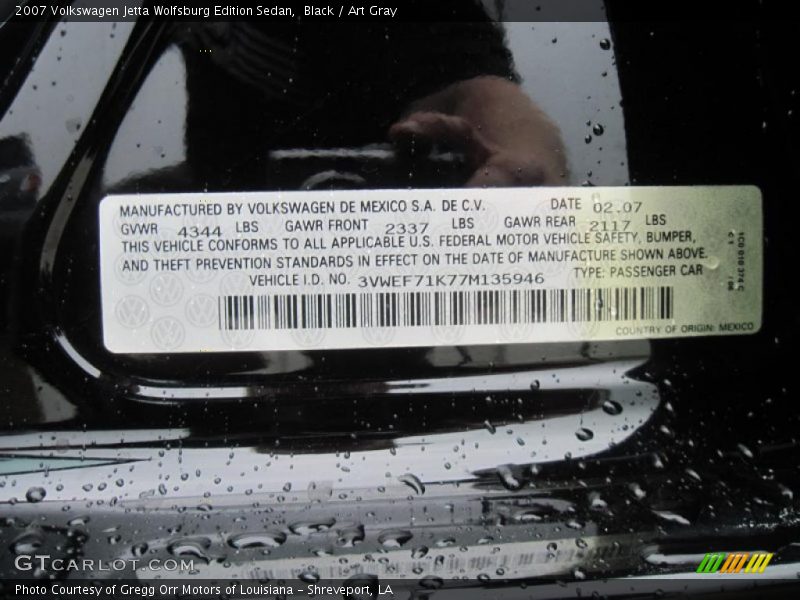 2007 Volkswagen Jetta Wolfsburg Edition Sedan, Black / Art Gray
MANUFACTURED BY VOLKSWAGEN DE MEXICO S.A. DE C.V. DATE 02.07
GVWR 4344 LBS GAWR FRONT 2337 LBS GAWR REAR 2117 LBS
THIS VEHICLE CONFORMS TO ALL APPLICABLE U.S. FEDERAL MOTOR VEHICLE SAFETY, BUMPER,
AND THEFT PREVENTION STANDARDS IN EFFECT ON THE DATE OF MANUFACTURE SHOWN ABOVE.
VEHICLE I.D. NO. 3VWEF71K77M135946 TYPE: PASSENGER CAR
COUNTRY OF ORIGIN: MEXICO
1C0 010 374 C
GTCARLOT.COM
Photo Courtesy of Gregg Orr Motors of Louisiana - Shreveport, LA